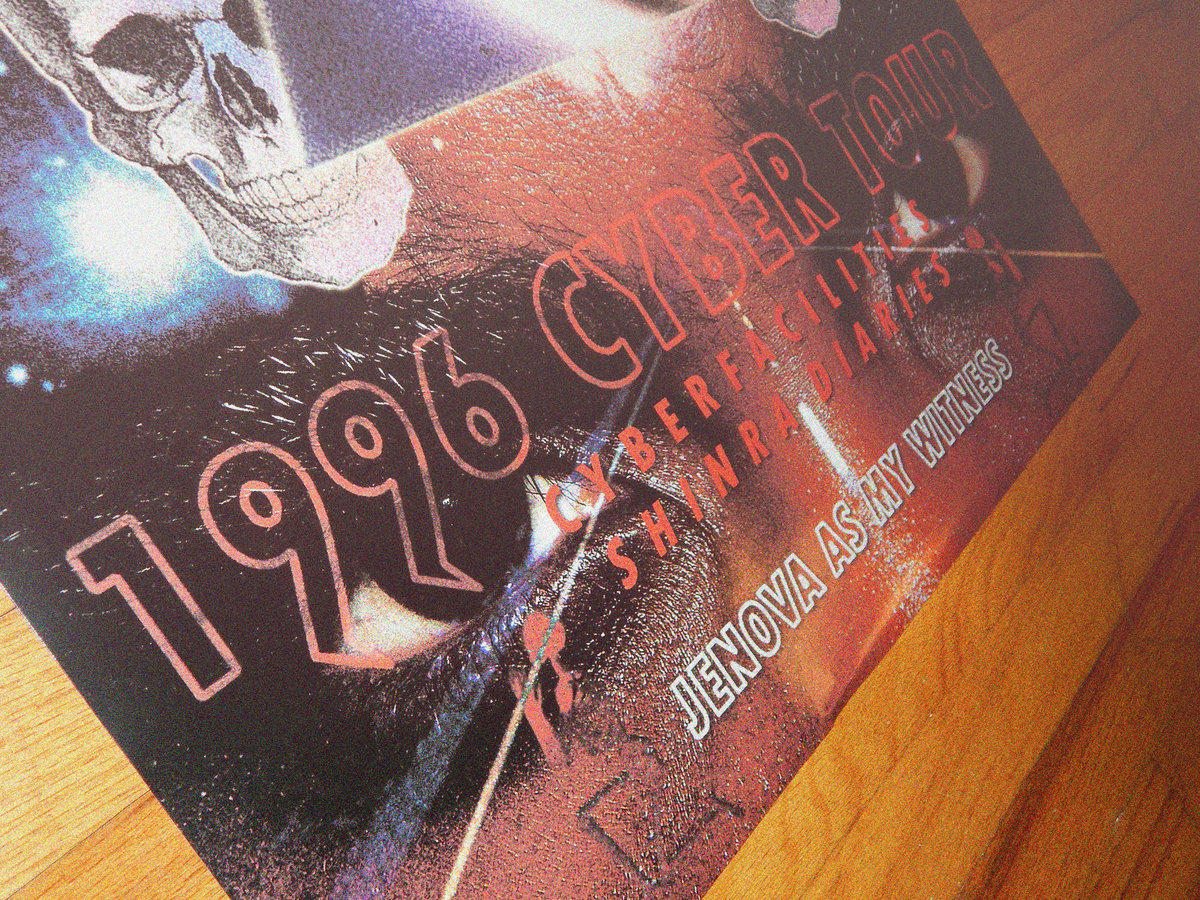 1996 CYBER TOUR
CYBERFACILITIES
SHINRA DIARIES
JENOVA AS MY WITNESS